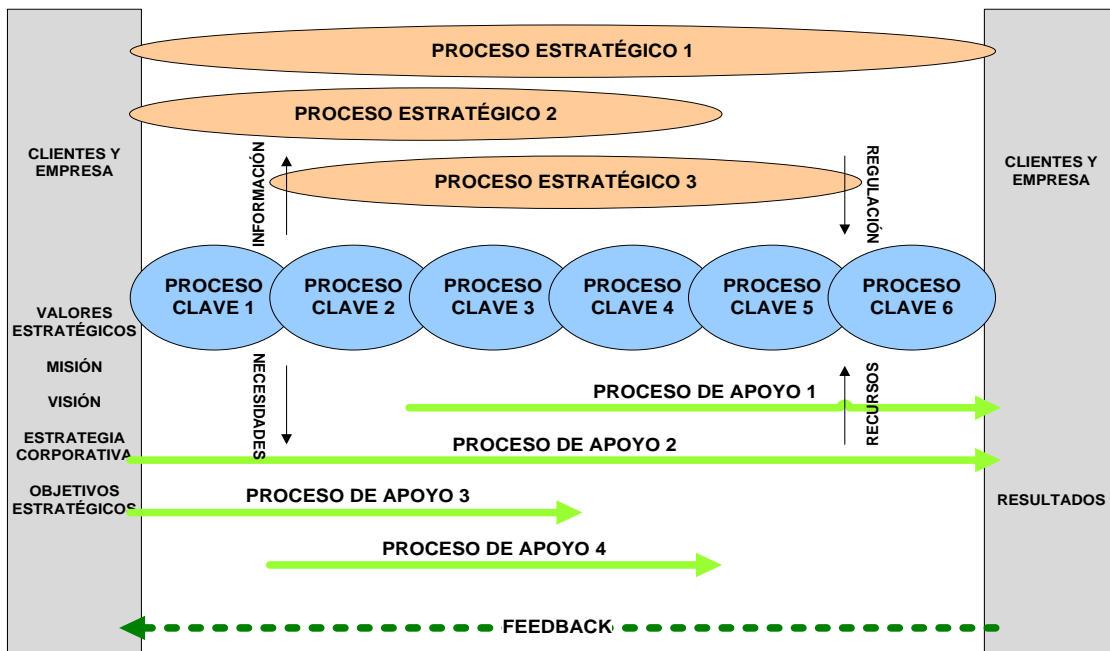 PROCESO ESTRATÉGICO 1
PROCESO ESTRATÉGICO 2
PROCESO ESTRATÉGICO 3
CLIENTES Y
EMPRESA
VALORES
ESTRATÉGICOS
MISIÓN
VISIÓN
ESTRATEGIA
CORPORATIVA
OBJETIVOS
ESTRATÉGICOS
INFORMACIÓN
REGULACIÓN
PROCESO
CLAVE 1
PROCESO
CLAVE 2
PROCESO
CLAVE 3
PROCESO
CLAVE 4
PROCESO
CLAVE 5
PROCESO
CLAVE 6
NECESIDADES
RECURSOS
PROCESO DE APOYO 1
PROCESO DE APOYO 2
PROCESO DE APOYO 3
PROCESO DE APOYO 4
FEEDBACK
CLIENTES Y
EMPRESA
RESULTADOS